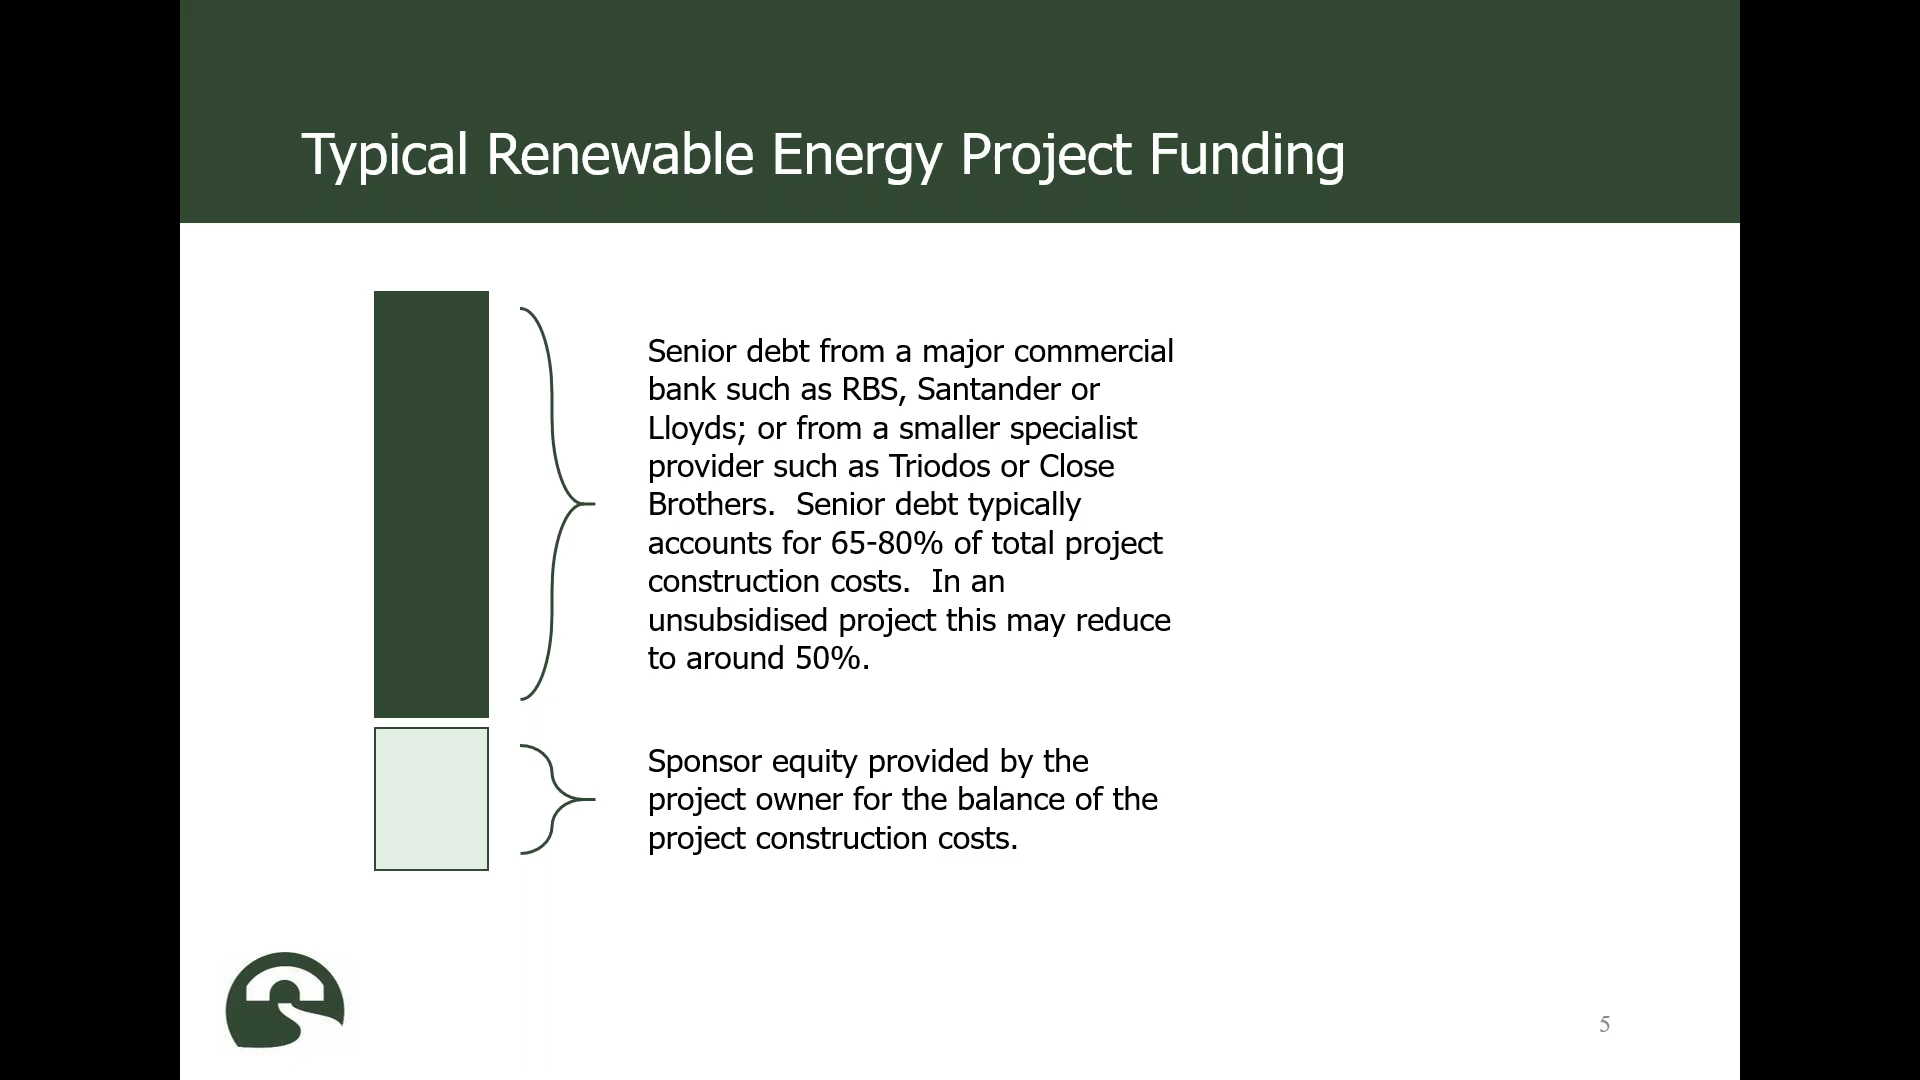 Typical Renewable Energy Project Funding
Senior debt from a major commercial
bank such as RBS, Santander or
Lloyds; or from a smaller specialist
provider such as Triodos or Close
Brothers.  Senior debt typically
accounts for 65-80% of total project
construction costs.  In an
unsubsidised project this may reduce
to around 50%.
Sponsor equity provided by the
project owner for the balance of the
project construction costs.
5